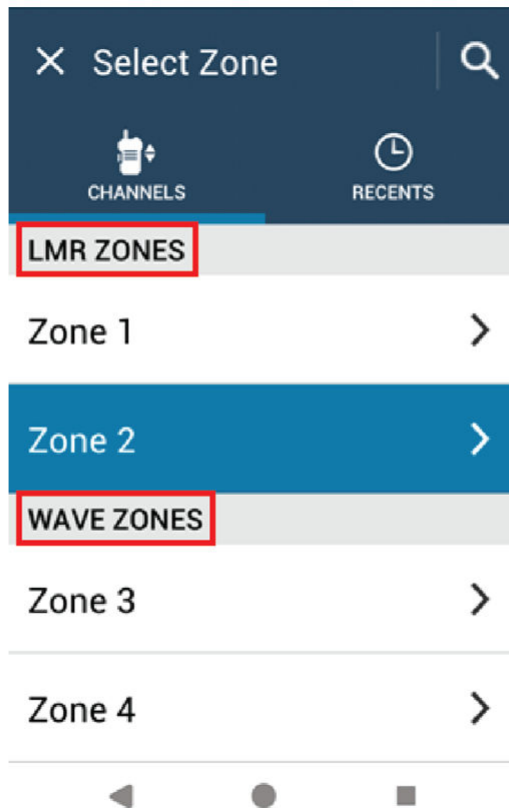 Select Zone
CHANNELS
RECENTS
LMR ZONES
Zone 1
Zone 2
WAVE ZONES
Zone 3
Zone 4